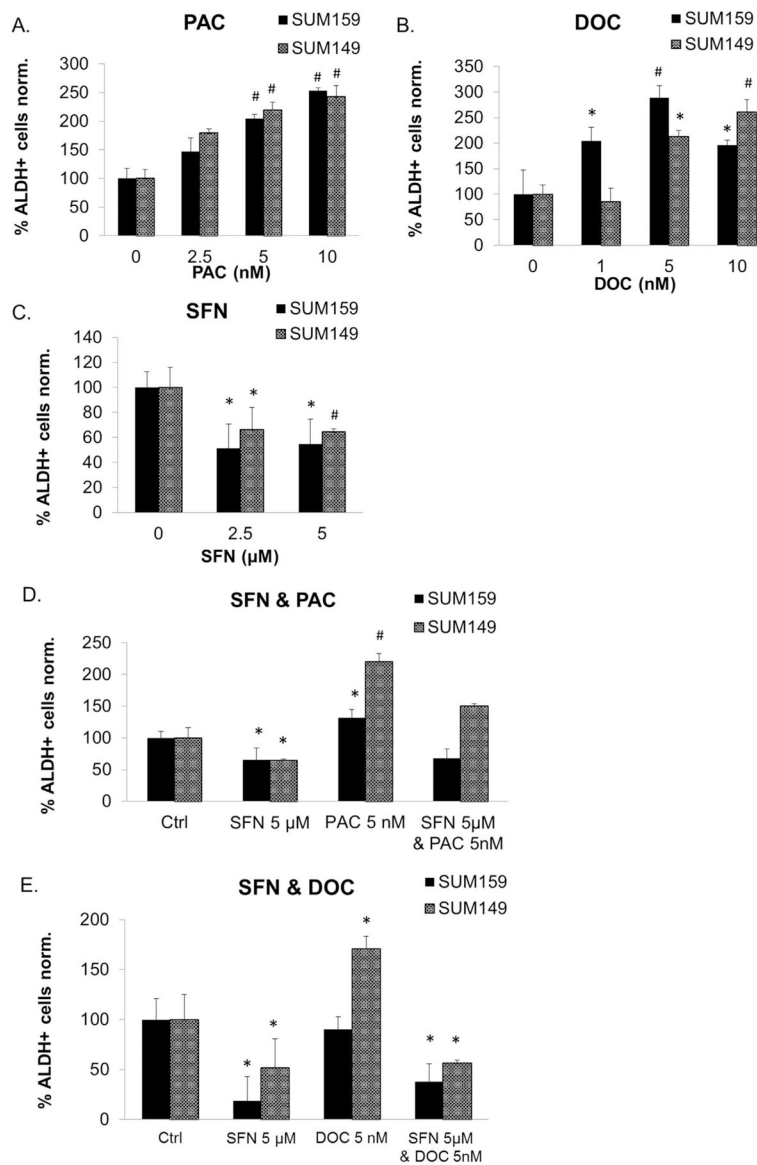 A.
PAC
SUM159
SUM149
% ALDH+ cells norm.
300
250
200
150
100
50
0
# # # #
0 2.5 5 10
PAC (nM)
B.
DOC
SUM159
SUM149
% ALDH+ cells norm.
350
300
250
200
150
100
50
0
* # * * #
0 1 5 10
DOC (nM)
C.
SFN
SUM159
SUM149
% ALDH+ cells norm.
140
120
100
80
60
40
20
0
* * * #
0 2.5 5
SFN (µM)
D.
SFN & PAC
SUM159
SUM149
% ALDH+ cells norm.
250
200
150
100
50
0
* * * #
Ctrl SFN 5 µM PAC 5 nM SFN 5µM
& PAC 5nM
E.
SFN & DOC
SUM159
SUM149
% ALDH+ cells norm.
200
150
100
50
0
* * * * *
Ctrl SFN 5 µM DOC 5 nM SFN 5µM
& DOC 5nM